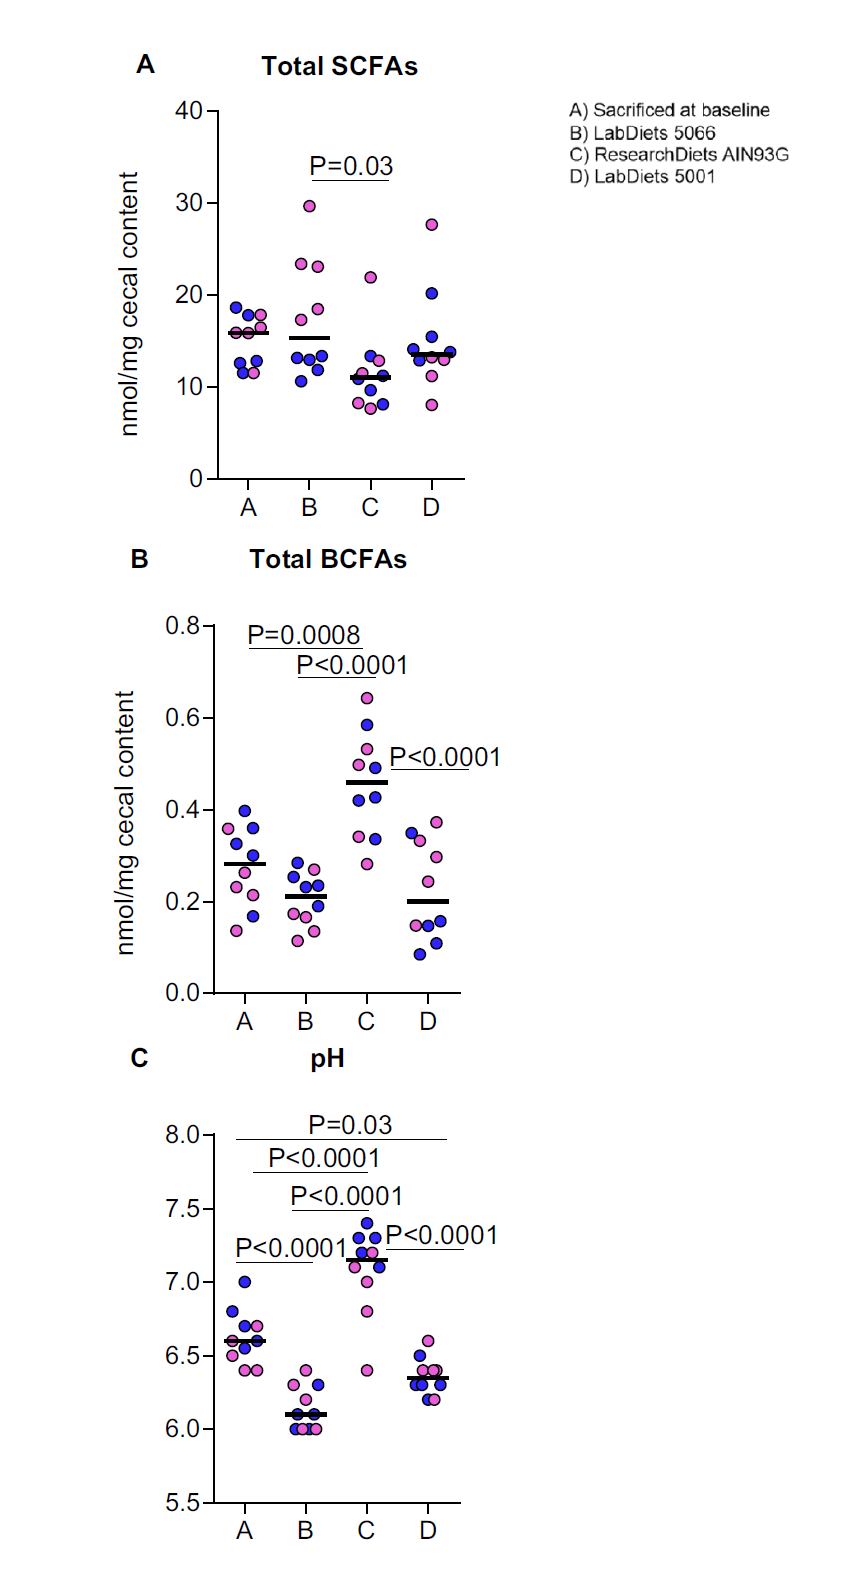 A
Total SCFAs
A) Sacrificed at baseline
B) LabDiets 5066
C) ResearchDiets AIN93G
D) LabDiets 5001
nmol/mg cecal content
40
30
20
10
0
P=0.03
A B C D
B
Total BCFAs
nmol/mg cecal content
0.8
0.6
0.4
0.2
0.0
P=0.0008
P<0.0001
P<0.0001
A B C D
C
pH
8.0
7.5
7.0
6.5
6.0
5.5
P=0.03
P<0.0001
P<0.0001
P<0.0001
P<0.0001
A B C D